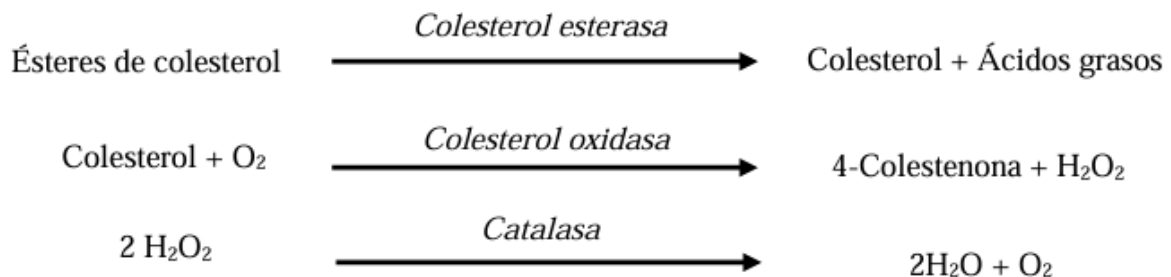 Colesterol esterasa
Ésteres de colesterol Colesterol + Ácidos grasos
Colesterol oxidasa
Colesterol + O₂ 4-Colestenona + H₂O₂
Catalasa
2 H₂O₂ 2H₂O + O₂